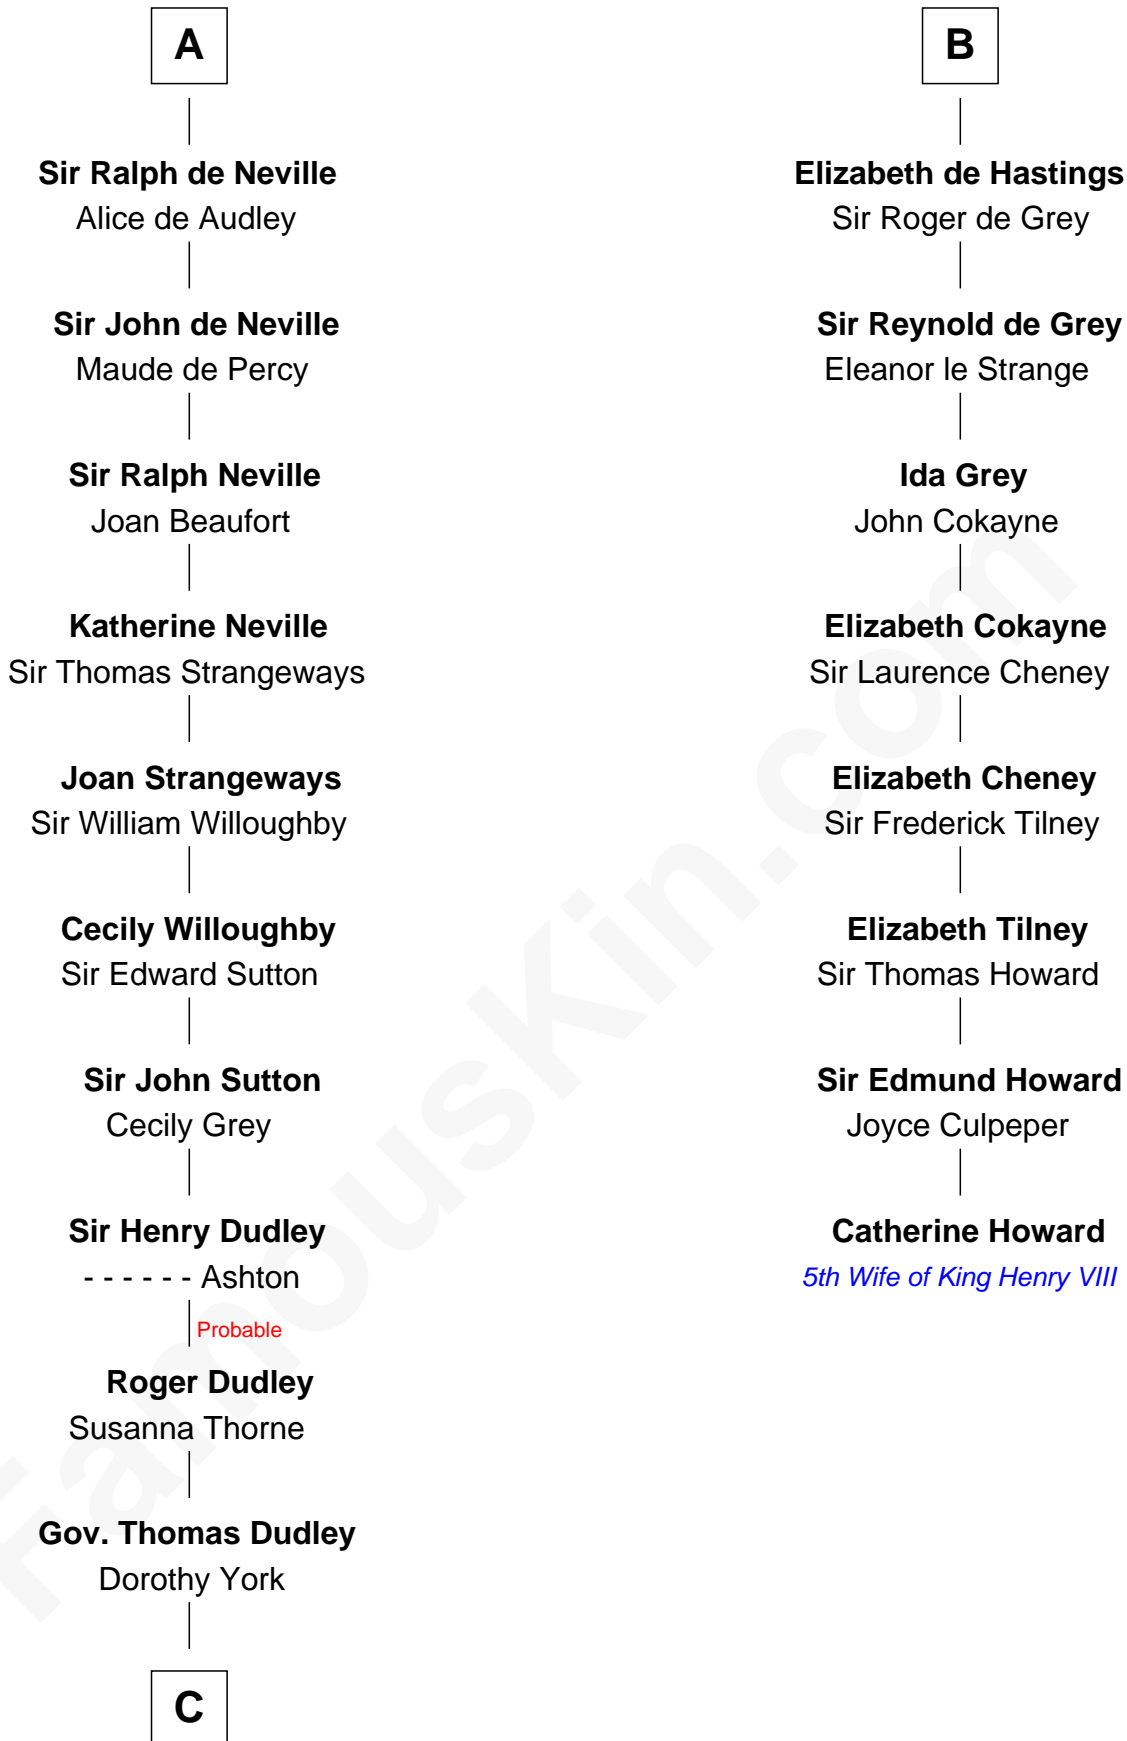 A
Sir Ralph de Neville
Alice de Audley
Sir John de Neville
Maude de Percy
Sir Ralph Neville
Joan Beaufort
Katherine Neville
Sir Thomas Strangeways
Joan Strangeways
Sir William Willoughby
Cecily Willoughby
Sir Edward Sutton
Sir John Sutton
Cecily Grey
Sir Henry Dudley
- - - - - - Ashton
Probable
Roger Dudley
Susanna Thorne
Gov. Thomas Dudley
Dorothy York
C
B
Elizabeth de Hastings
Sir Roger de Grey
Sir Reynold de Grey
Eleanor le Strange
Ida Grey
John Cokayne
Elizabeth Cokayne
Sir Laurence Cheney
Elizabeth Cheney
Sir Frederick Tilney
Elizabeth Tilney
Sir Thomas Howard
Sir Edmund Howard
Joyce Culpeper
Catherine Howard
5th Wife of King Henry VIII
FamousKin.com